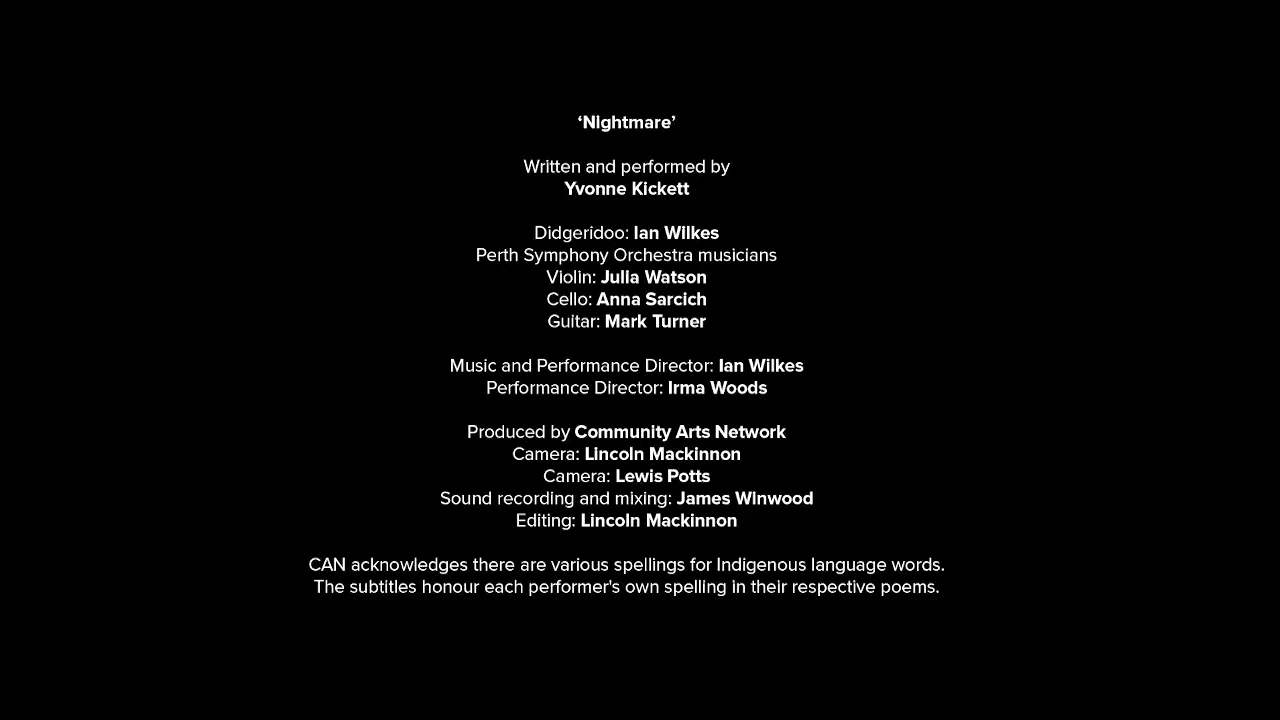 ‘Nightmare’
Written and performed by
Yvonne Kickett
Didgeridoo: Ian Wilkes
Perth Symphony Orchestra musicians
Violin: Julia Watson
Cello: Anna Sarcich
Guitar: Mark Turner
Music and Performance Director: Ian Wilkes
Performance Director: Irma Woods
Produced by Community Arts Network
Camera: Lincoln Mackinnon
Camera: Lewis Potts
Sound recording and mixing: James Winwood
Editing: Lincoln Mackinnon
CAN acknowledges there are various spellings for Indigenous language words.
The subtitles honour each performer's own spelling in their respective poems.